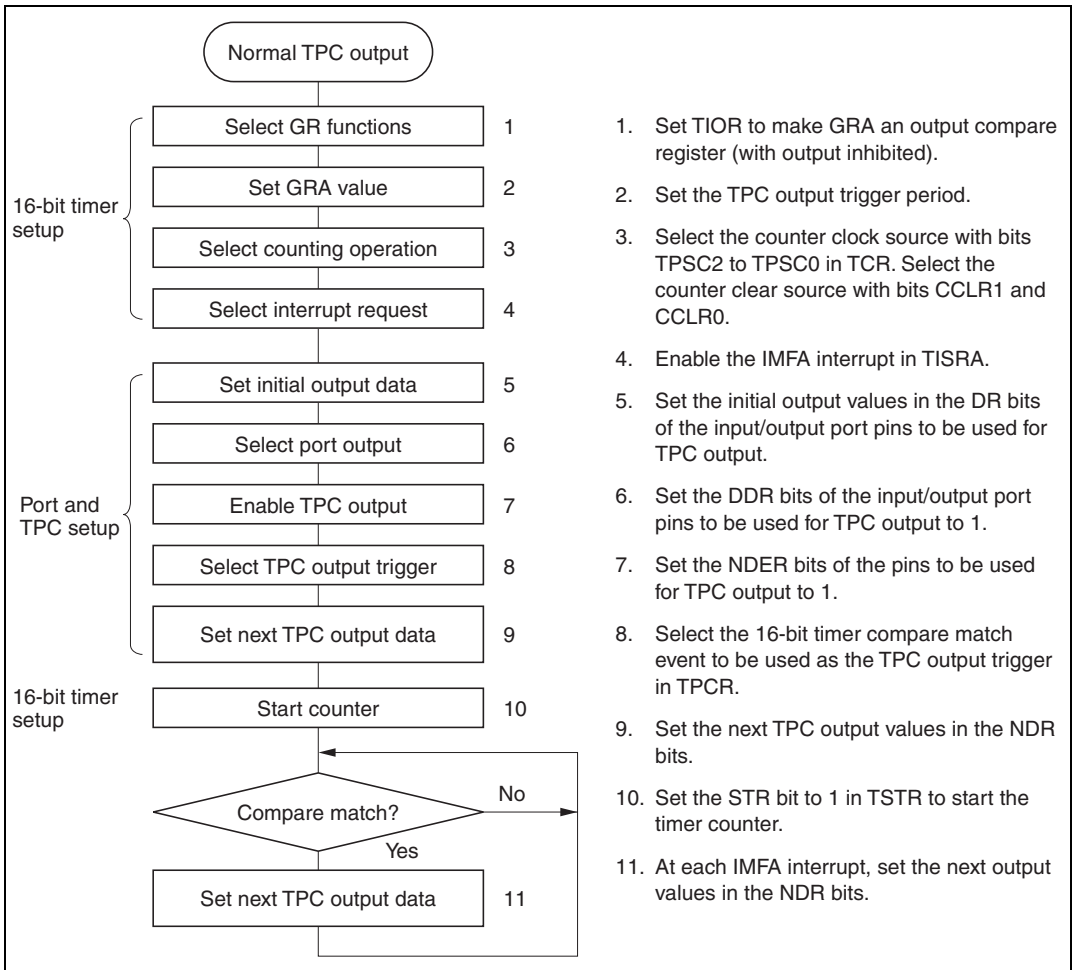 Normal TPC output
16-bit timer
setup
Select GR functions 1
Set GRA value 2
Select counting operation 3
Select interrupt request 4
Port and
TPC setup
Set initial output data 5
Select port output 6
Enable TPC output 7
Select TPC output trigger 8
Set next TPC output data 9
16-bit timer
setup
Start counter 10
Compare match?
No
Yes
Set next TPC output data 11
1. Set TIOR to make GRA an output compare
register (with output inhibited).
2. Set the TPC output trigger period.
3. Select the counter clock source with bits
TPSC2 to TPSC0 in TCR. Select the
counter clear source with bits CCLR1 and
CCLR0.
4. Enable the IMFA interrupt in TISRA.
5. Set the initial output values in the DR bits
of the input/output port pins to be used for
TPC output.
6. Set the DDR bits of the input/output port
pins to be used for TPC output to 1.
7. Set the NDER bits of the pins to be used
for TPC output to 1.
8. Select the 16-bit timer compare match
event to be used as the TPC output trigger
in TPCR.
9. Set the next TPC output values in the NDR
bits.
10. Set the STR bit to 1 in TSTR to start the
timer counter.
11. At each IMFA interrupt, set the next output
values in the NDR bits.